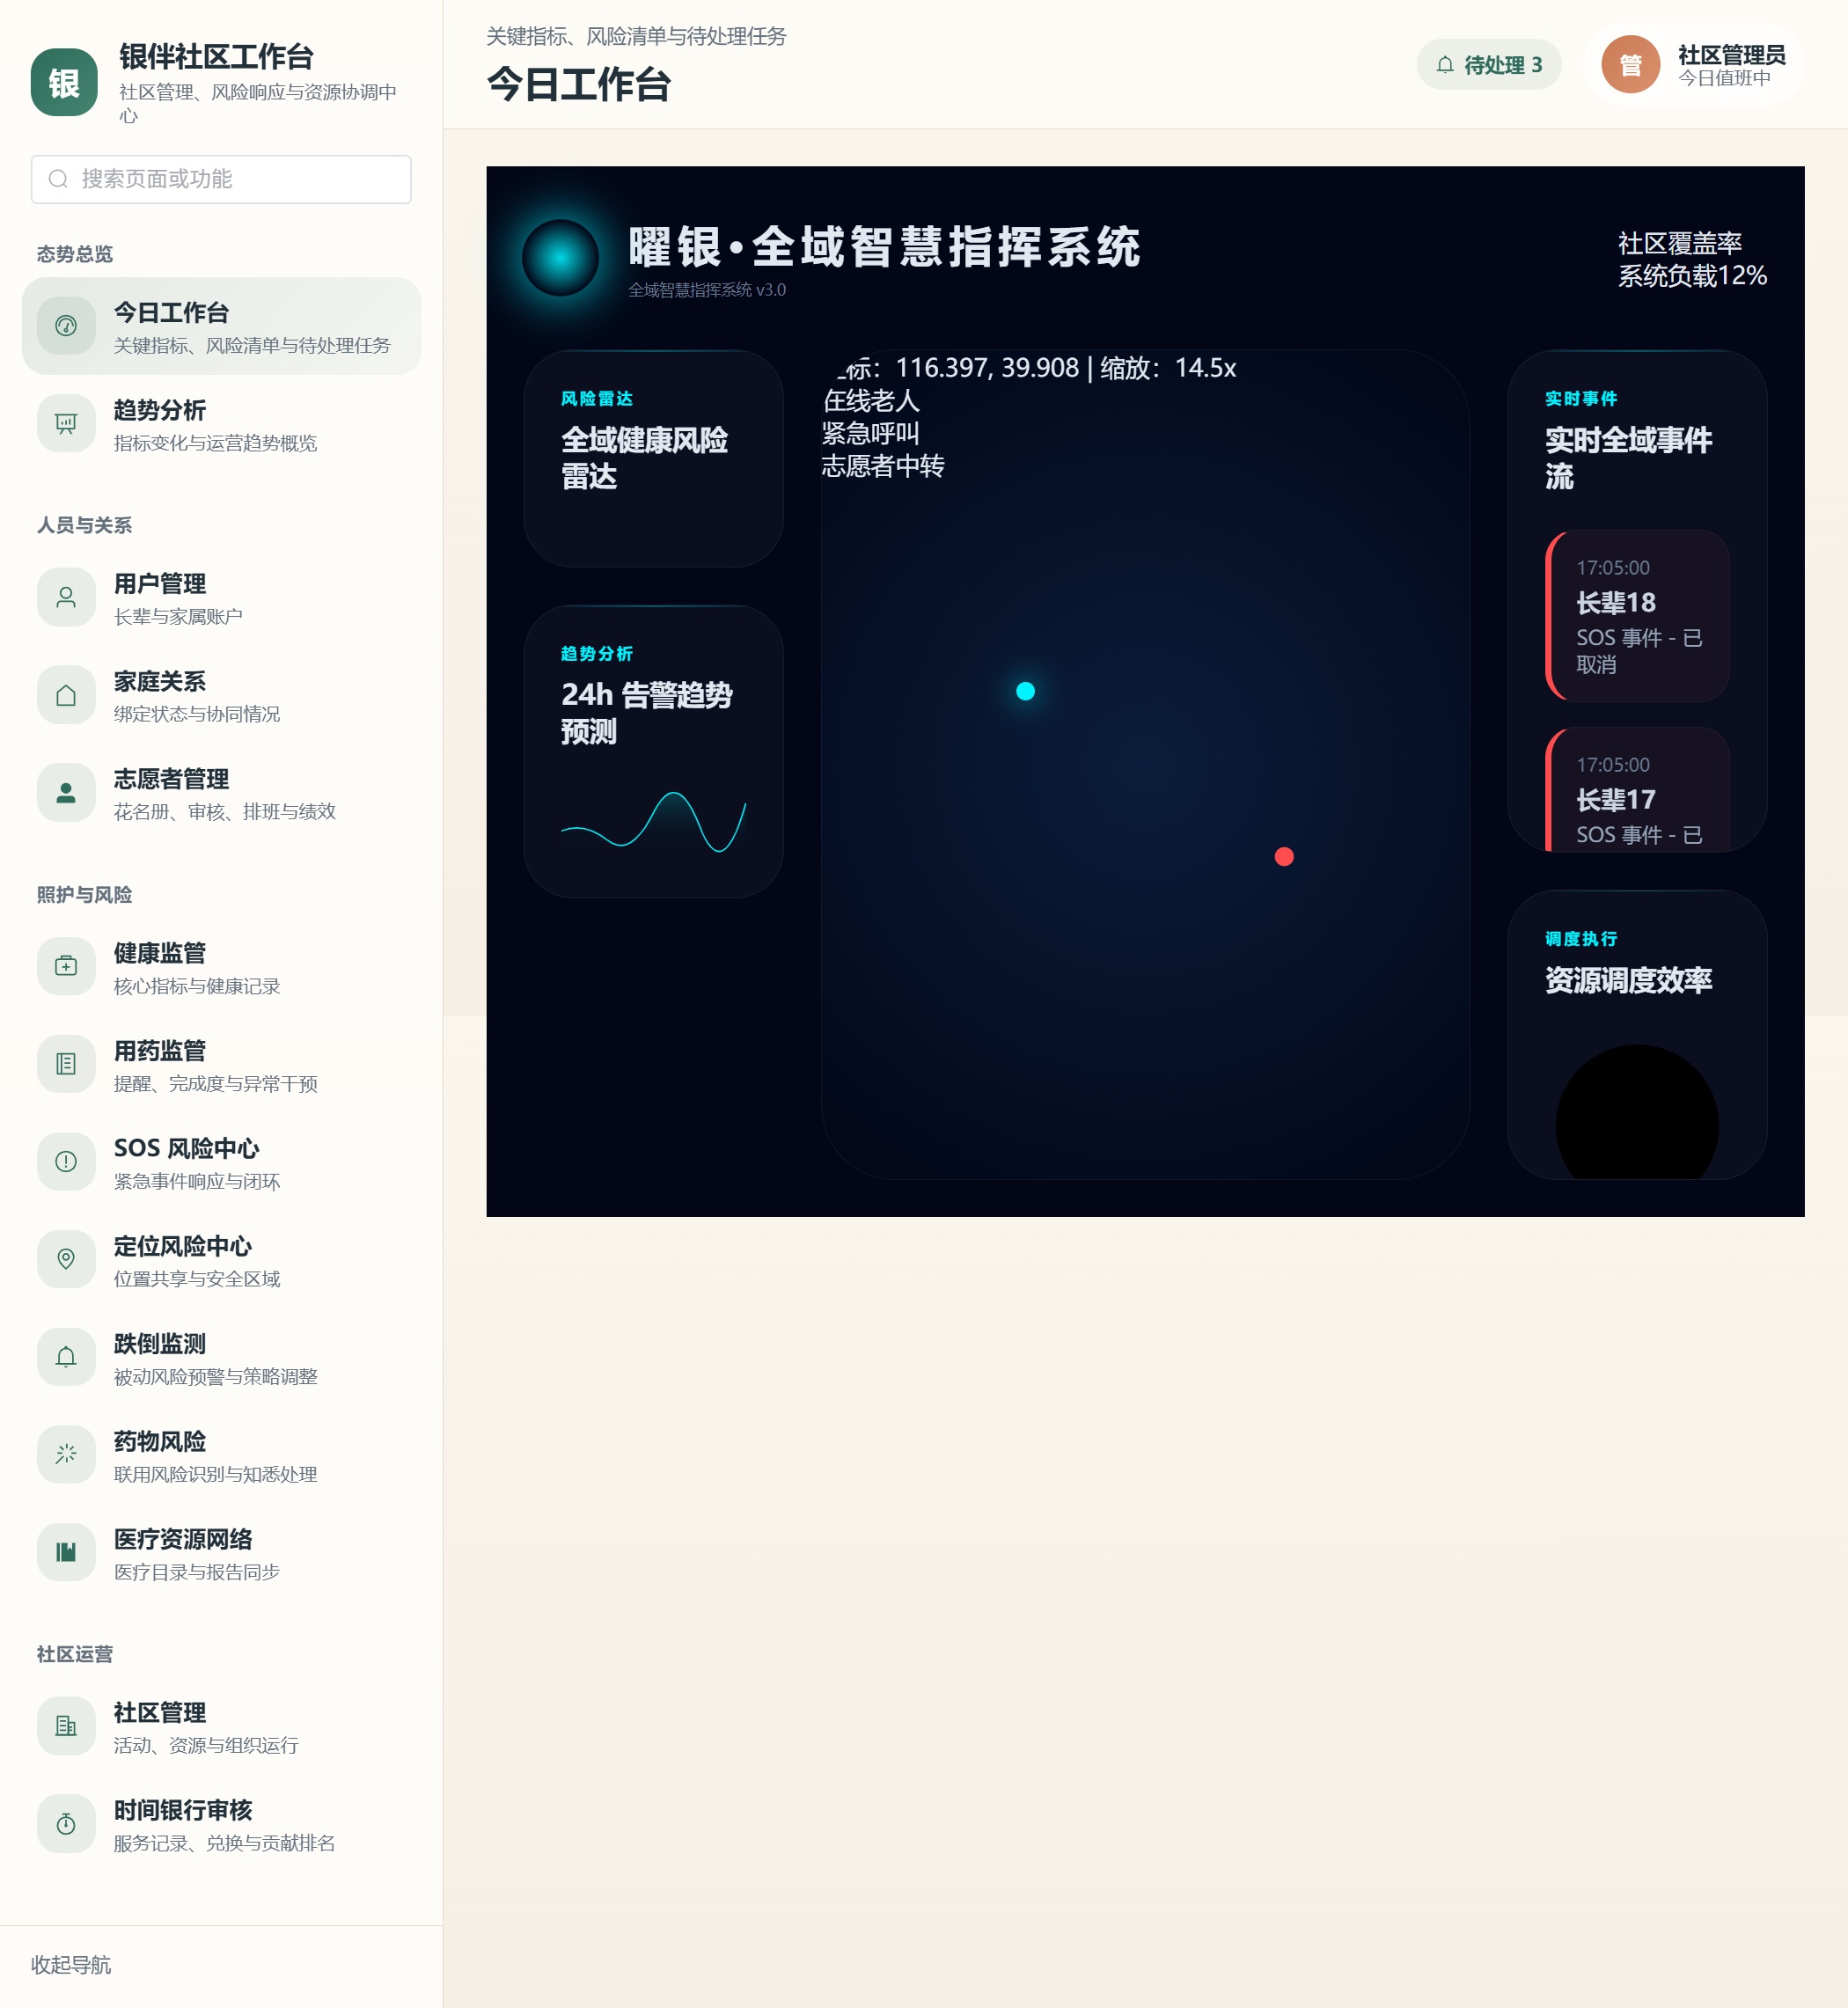 银
银伴社区工作台
社区管理、风险响应与资源协调中
心
搜索页面或功能
态势总览
今日工作台
关键指标、风险清单与待处理任务
趋势分析
指标变化与运营趋势概览
人员与关系
用户管理
长辈与家属账户
家庭关系
绑定状态与协同情况
志愿者管理
花名册、审核、排班与绩效
照护与风险
健康监管
核心指标与健康记录
用药监管
提醒、完成度与异常干预
SOS 风险中心
紧急事件响应与闭环
定位风险中心
位置共享与安全区域
跌倒监测
被动风险预警与策略调整
药物风险
联用风险识别与知悉处理
医疗资源网络
医疗目录与报告同步
社区运营
社区管理
活动、资源与组织运行
时间银行审核
服务记录、兑换与贡献排名
收起导航
关键指标、风险清单与待处理任务
今日工作台
待处理 3
管
社区管理员
今日值班中
曜银·全域智慧指挥系统
全域智慧指挥系统 v3.0
社区覆盖率
系统负载12%
风险雷达
全域健康风险
雷达
趋势分析
24h 告警趋势
预测
标：116.397, 39.908 | 缩放：14.5x
在线老人
紧急呼叫
志愿者中转
实时事件
实时全域事件
流
17:05:00
长辈18
SOS 事件 - 已
取消
17:05:00
长辈17
SOS 事件 - 已
调度执行
资源调度效率